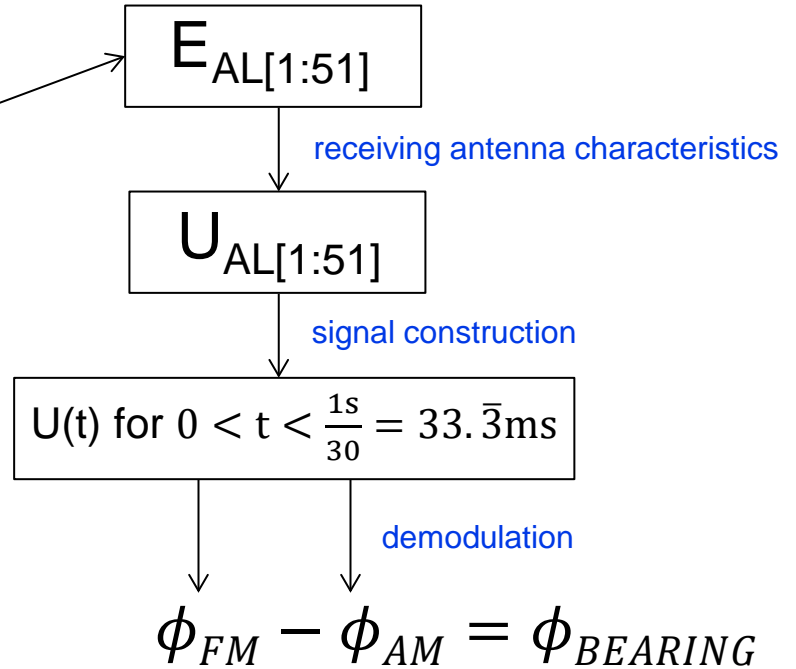 E_AL[1:51]
receiving antenna characteristics
U_AL[1:51]
signal construction
U(t) for 0 < t < 1s/30 = 33.3̅ms
demodulation
ϕ_FM − ϕ_AM = ϕ_BEARING